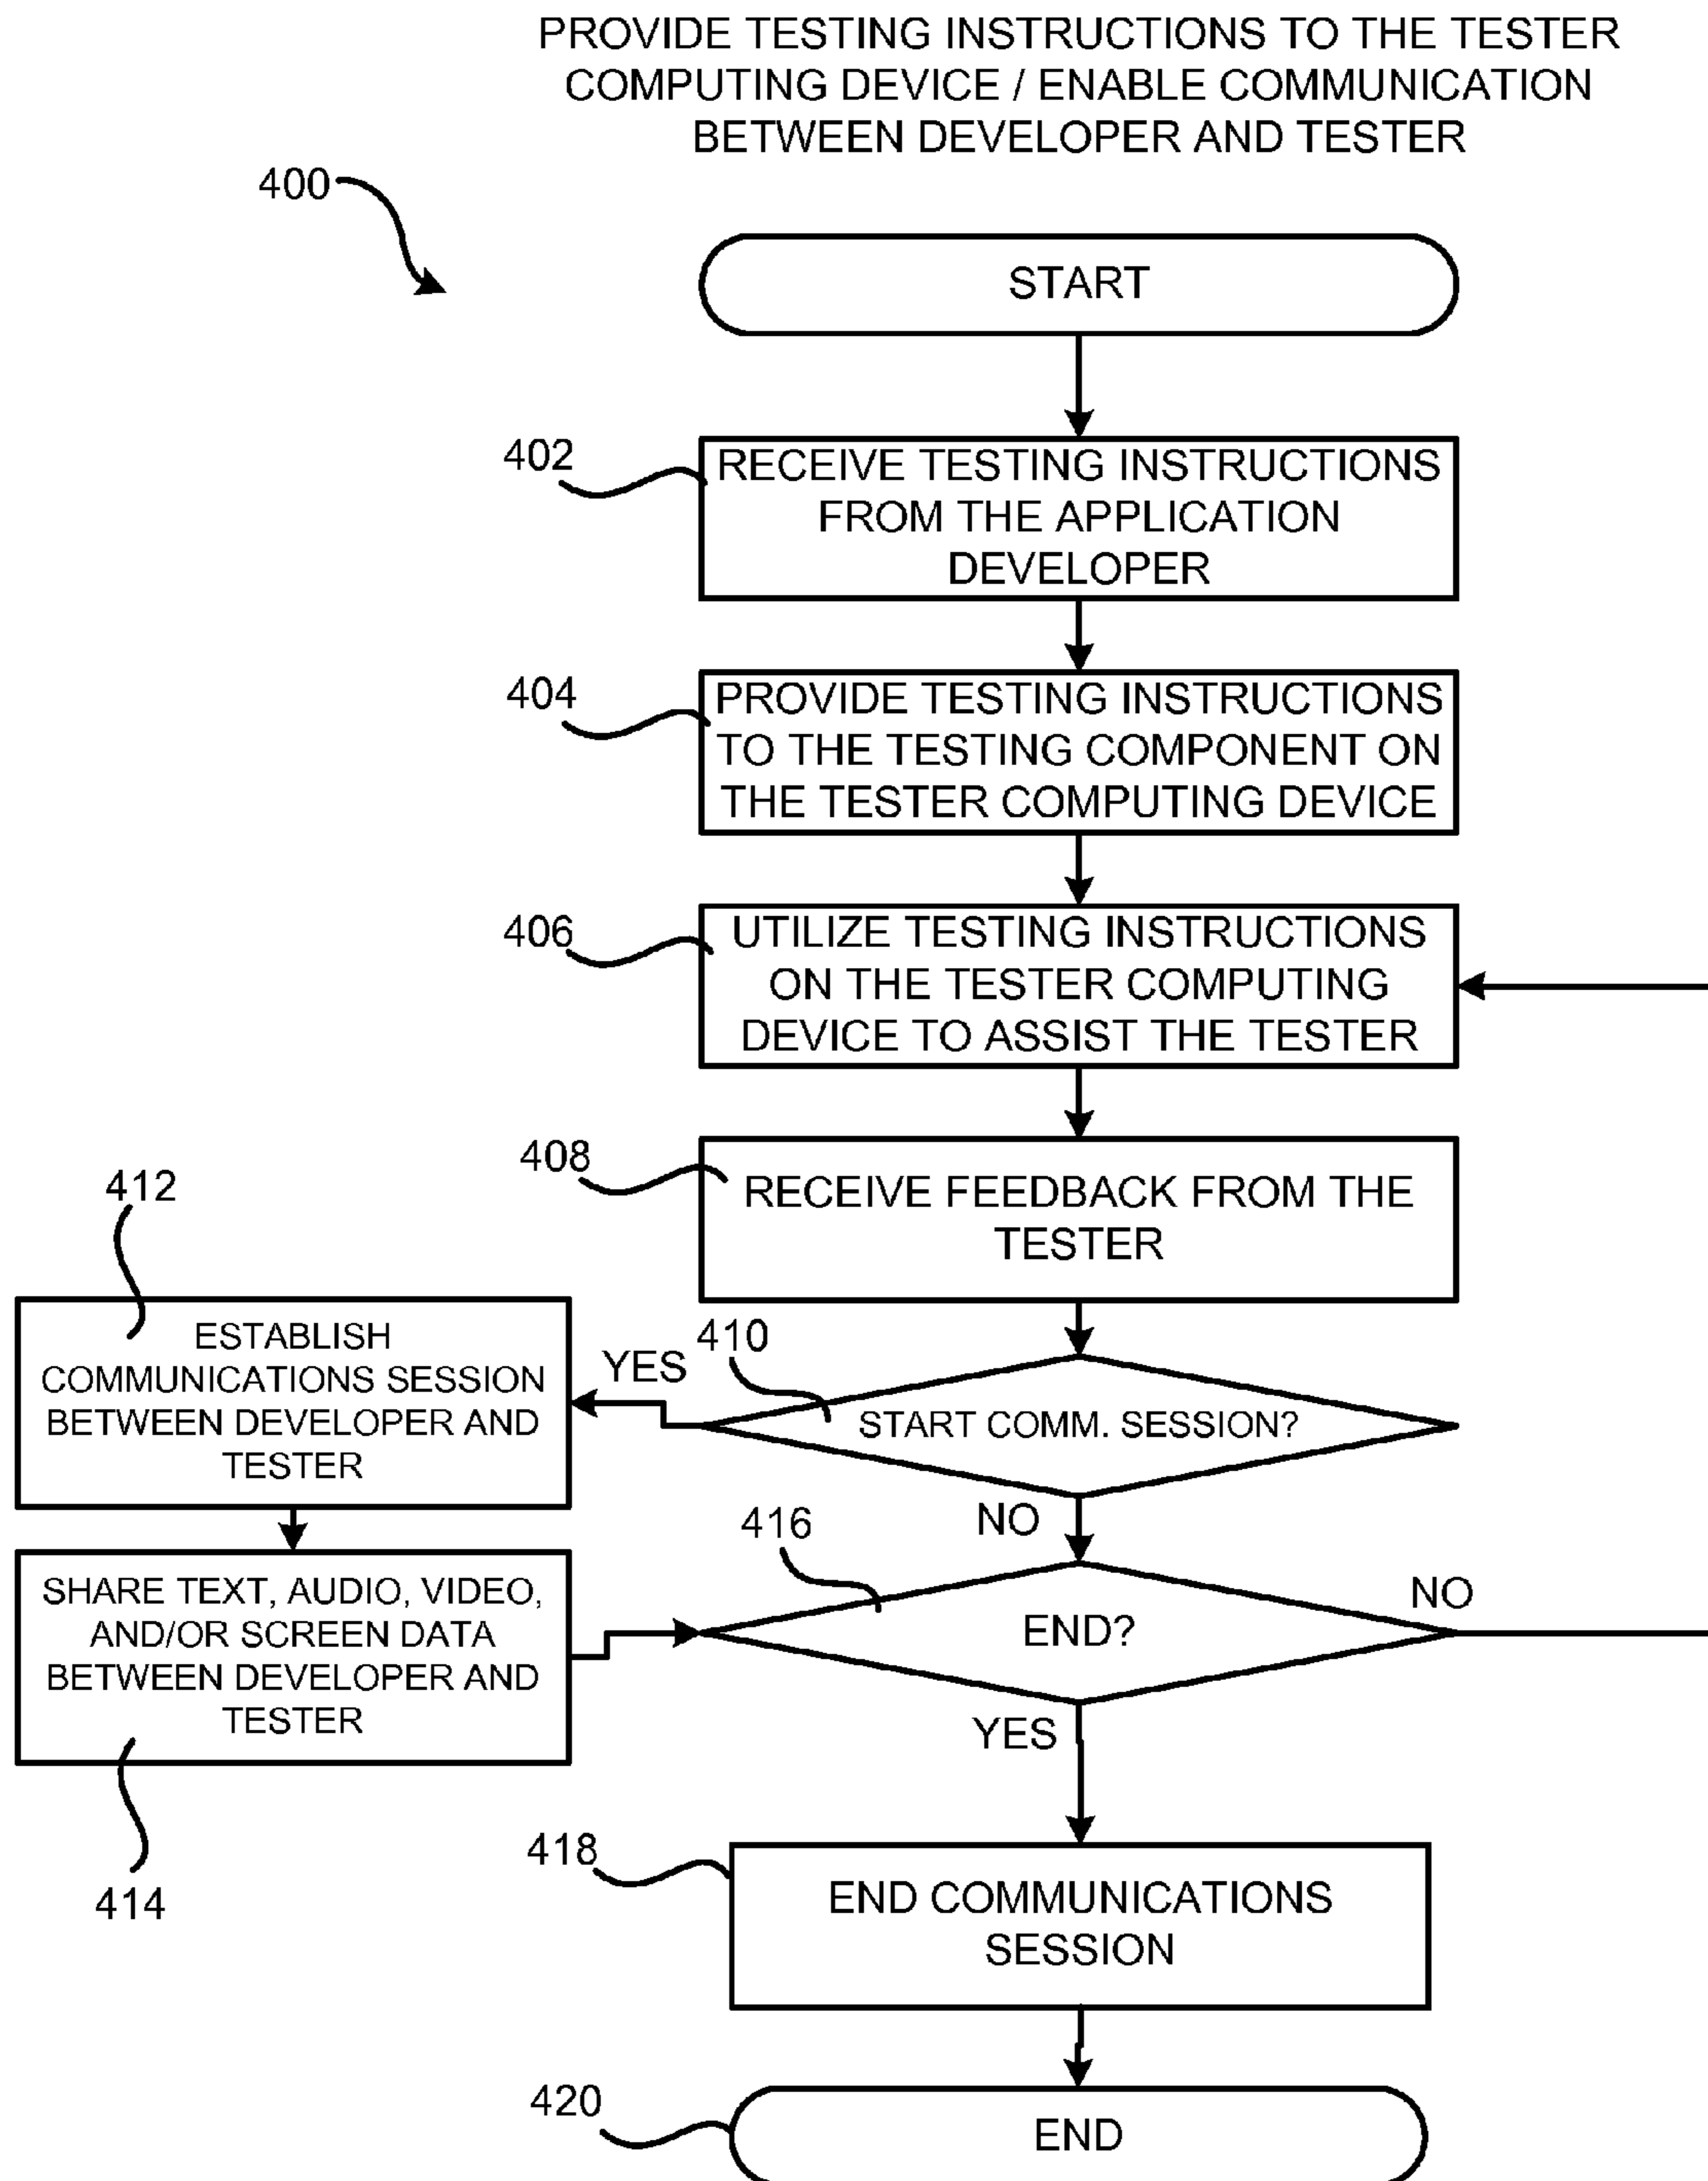 PROVIDE TESTING INSTRUCTIONS TO THE TESTER
COMPUTING DEVICE / ENABLE COMMUNICATION
BETWEEN DEVELOPER AND TESTER
400
START
402
RECEIVE TESTING INSTRUCTIONS
FROM THE APPLICATION
DEVELOPER
404
PROVIDE TESTING INSTRUCTIONS
TO THE TESTING COMPONENT ON
THE TESTER COMPUTING DEVICE
406
UTILIZE TESTING INSTRUCTIONS
ON THE TESTER COMPUTING
DEVICE TO ASSIST THE TESTER
408
RECEIVE FEEDBACK FROM THE
TESTER
410
START COMM. SESSION?
YES
NO
412
ESTABLISH
COMMUNICATIONS SESSION
BETWEEN DEVELOPER AND
TESTER
SHARE TEXT, AUDIO, VIDEO,
AND/OR SCREEN DATA
BETWEEN DEVELOPER AND
TESTER
414
416
END?
NO
YES
418
END COMMUNICATIONS
SESSION
420
END